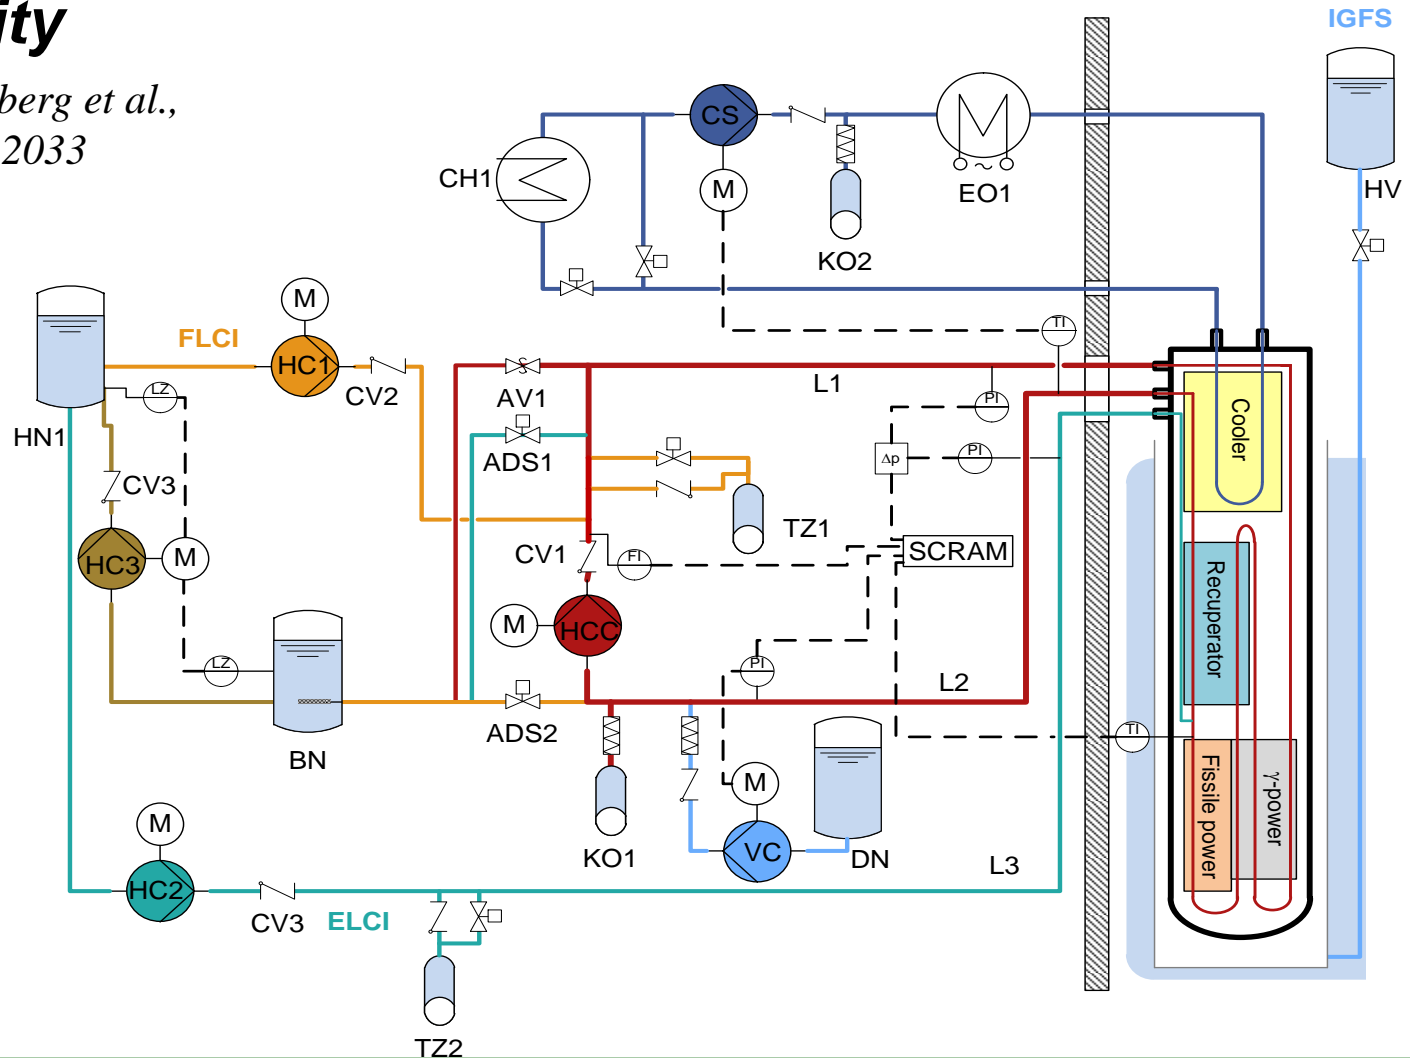 ity
berg et al.,
2033
IGFS
HV
CS
M
CH1
EO1
~
KO2
M
FLCI
HC1
CV2
AV1
L1
TI
LZ
PI
HN1
ADS1
Δp
PI
Cooler
CV3
TZ1
HC3
M
CV1
FI
SCRAM
M
HCC
Recuperator
LZ
PI
L2
BN
ADS2
TI
M
Fissile power
γ-power
KO1
VC
DN
M
HC2
CV3
ELCI
L3
TZ2